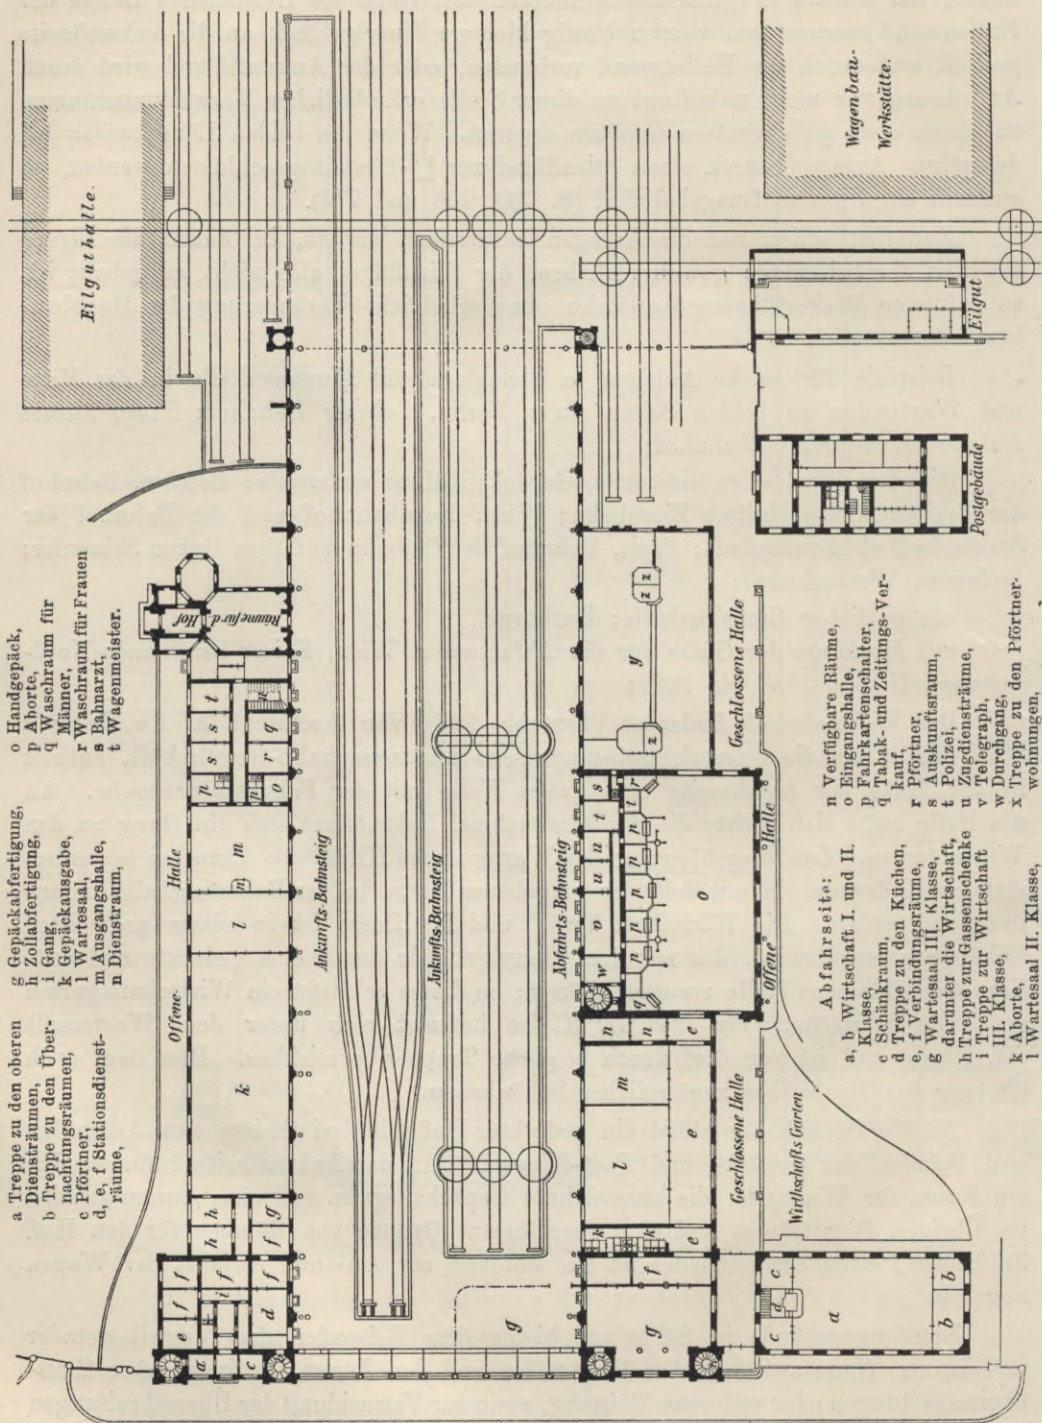 a Treppe zu den oberen
Diensträumen,
b Treppe zu den Über-
nachtungsräumen,
c Pförtner,
d, e, f Stationsdienst-
räume,
g Gepäckabfertigung,
h Zollabfertigung,
i Gang,
k Gepäckausgabe,
l Wartesaal,
m Ausgangshalle,
n Dienstraum,
o Handgepäck,
p Aborte,
q Waschraum für
Männer,
r Waschraum für Frauen
s Bahnarzt,
t Wagenmeister.
Eilguthalle.
Offene-
Halle
Hof
Räume für d.
a
c
e
f
f
i
f
d
f
h
h
f
g
k
l
m
n
p
n
o
s
r
s
q
t
u
Ankunfts-Bahnsteig
Ankunfts-Bahnsteig
Abfahrts-Bahnsteig
g
g
f
k
k
e
l
e
m
n
n
e
w
q
v
p
u
p
u
p
t
p
s
t
r
o
y
z
z
z
Geschlossene Halle
Offene
Halle
Geschlossene Halle
Wirthschafts Garten
c
c
d
a
b
b
Abfahrseite:
a, b Wirtschaft I. und II.
Klasse,
c Schänkraum,
d Treppe zu den Küchen,
e, f Verbindungsräume,
g Wartesaal III. Klasse,
darunter die Wirtschaft,
h Treppe zur Gassenschenke
i Treppe zur Wirtschaft
III. Klasse,
k Aborte,
l Wartesaal II. Klasse,
n Verfügbare Räume,
o Eingangshalle,
p Fahrkartenschalter,
q Tabak- und Zeitungs-Ver-
kauf,
r Pförtner,
s Auskunftsraum,
t Polizei,
u Zugdiensträume,
v Telegraph,
w Durchgang,
x Treppe zu den Pförtner-
wohnungen,
Postgebäude
Eilgut
Wagenbau-
Werkstätte.